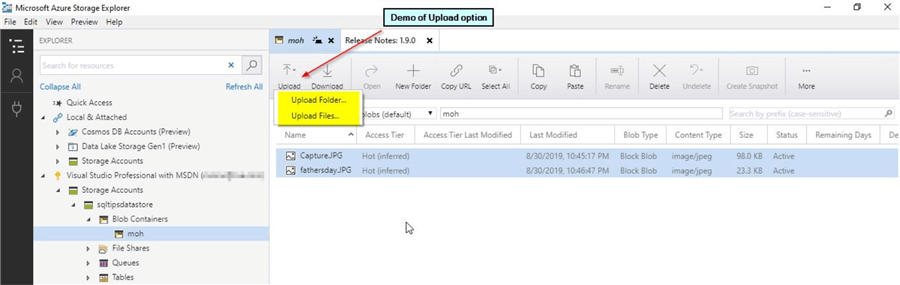 Microsoft Azure Storage Explorer
Demo of Upload option
File Edit View Preview Help
EXPLORER
moh
Release Notes: 1.9.0
Search for resources
Collapse All
Refresh All
Upload
Download
Open
New Folder
Copy URL
Select All
Copy
Paste
Rename
Delete
Undelete
Create Snapshot
More
Upload Folder...
Upload Files...
lobs (default)
moh
Search by prefix (case-sensitive)
Quick Access
Local & Attached
Cosmos DB Accounts (Preview)
Data Lake Storage Gen1 (Preview)
Storage Accounts
Visual Studio Professional with MSDN (
Storage Accounts
sqltipsdatastore
Blob Containers
moh
File Shares
Queues
Tables
Name Access Tier Access Tier Last Modified Last Modified Blob Type Content Type Size Status Remaining Days De
Capture.JPG Hot (inferred) 8/30/2019, 10:45:17 PM Block Blob image/jpeg 98.0 KB Active
fathersday.JPG Hot (inferred) 8/30/2019, 10:46:47 PM Block Blob image/jpeg 23.3 KB Active